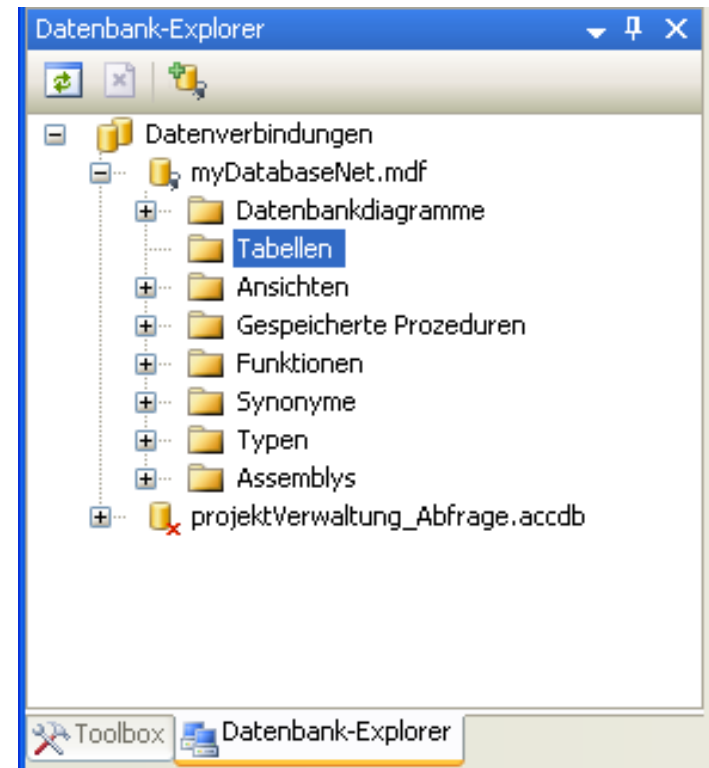 Datenbank-Explorer
Datenverbindungen
myDatabaseNet.mdf
Datenbankdiagramme
Tabellen
Ansichten
Gespeicherte Prozeduren
Funktionen
Synonyme
Typen
Assemblys
projektVerwaltung_Abfrage.accdb
Toolbox Datenbank-Explorer